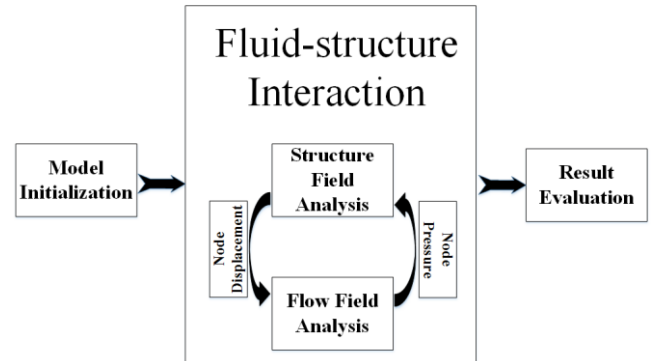 Fluid-structure
Interaction
Model
Initialization
Structure
Field
Analysis
Node
Displacement
Node
Pressure
Flow Field
Analysis
Result
Evaluation